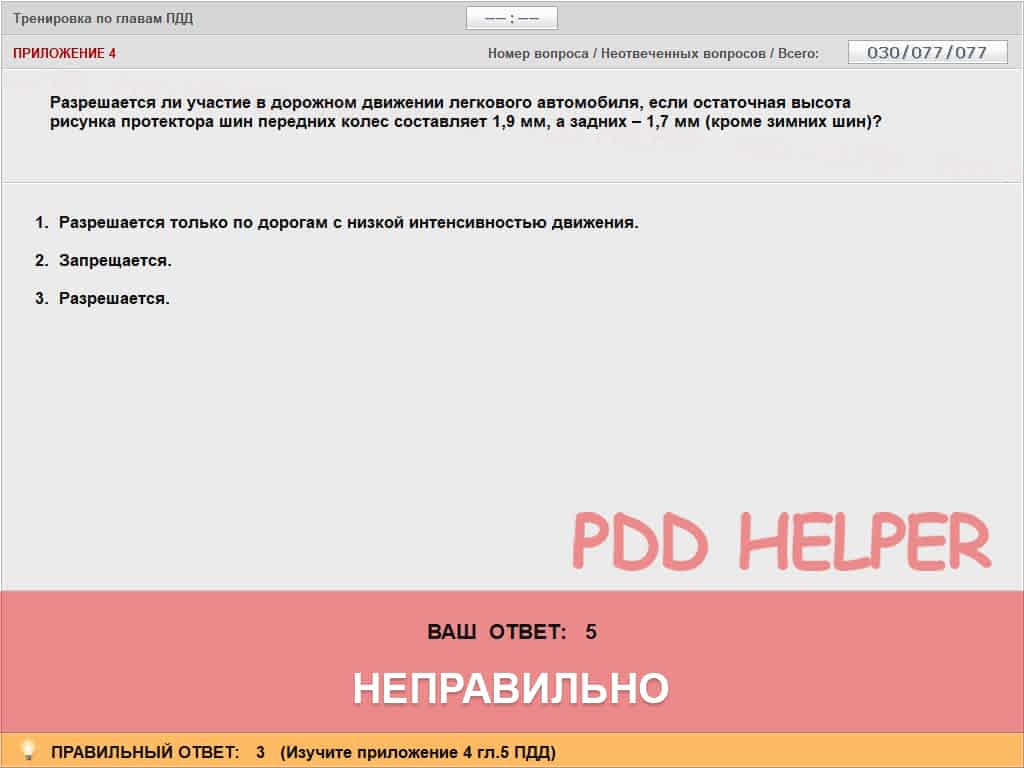 Тренировка по главам ПДД
—— : ——
ПРИЛОЖЕНИЕ 4
Номер вопроса / Неотвеченных вопросов / Всего:
030/077/077
Разрешается ли участие в дорожном движении легкового автомобиля, если остаточная высота
рисунка протектора шин передних колес составляет 1,9 мм, а задних – 1,7 мм (кроме зимних шин)?
1. Разрешается только по дорогам с низкой интенсивностью движения.
2. Запрещается.
3. Разрешается.
PDD HELPER
ВАШ ОТВЕТ: 5
НЕПРАВИЛЬНО
ПРАВИЛЬНЫЙ ОТВЕТ: 3 (Изучите приложение 4 гл.5 ПДД)